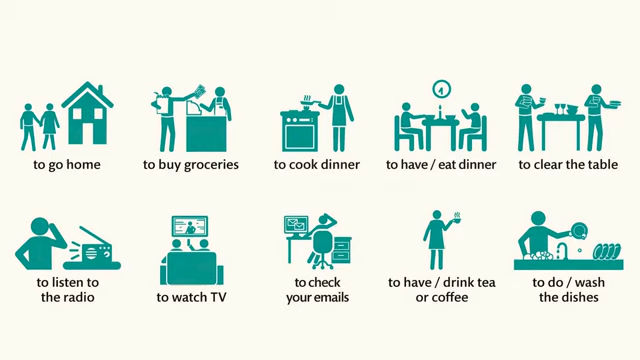 to go home
to buy groceries
to cook dinner
to have / eat dinner
to clear the table
to listen to
the radio
to watch TV
to check
your emails
to have / drink tea
or coffee
to do / wash
the dishes